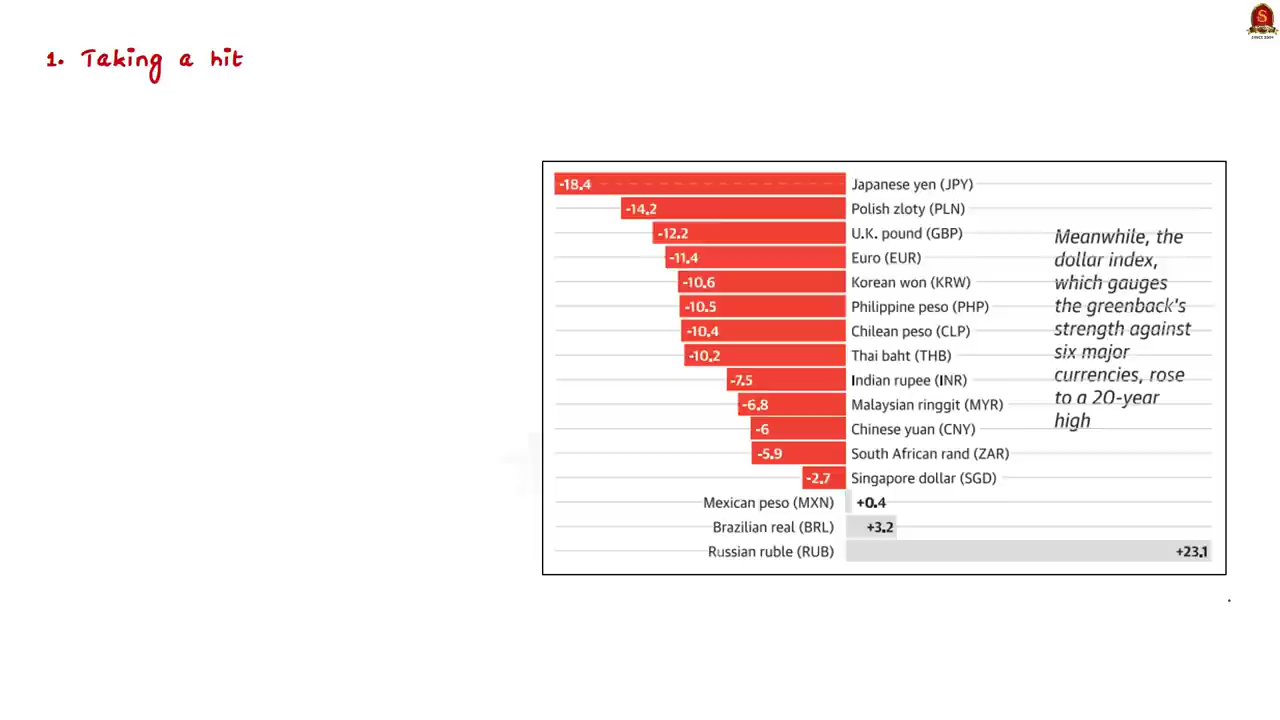 1. Taking a hit
-18.4 Japanese yen (JPY)
-14.2 Polish zloty (PLN)
-12.2 U.K. pound (GBP)
-11.4 Euro (EUR)
-10.6 Korean won (KRW)
-10.5 Philippine peso (PHP)
-10.4 Chilean peso (CLP)
-10.2 Thai baht (THB)
-7.5 Indian rupee (INR)
-6.8 Malaysian ringgit (MYR)
-6 Chinese yuan (CNY)
-5.9 South African rand (ZAR)
-2.7 Singapore dollar (SGD)
Mexican peso (MXN) +0.4
Brazilian real (BRL) +3.2
Russian ruble (RUB) +23.1
Meanwhile, the
dollar index,
which gauges
the greenback's
strength against
six major
currencies, rose
to a 20-year
high
S